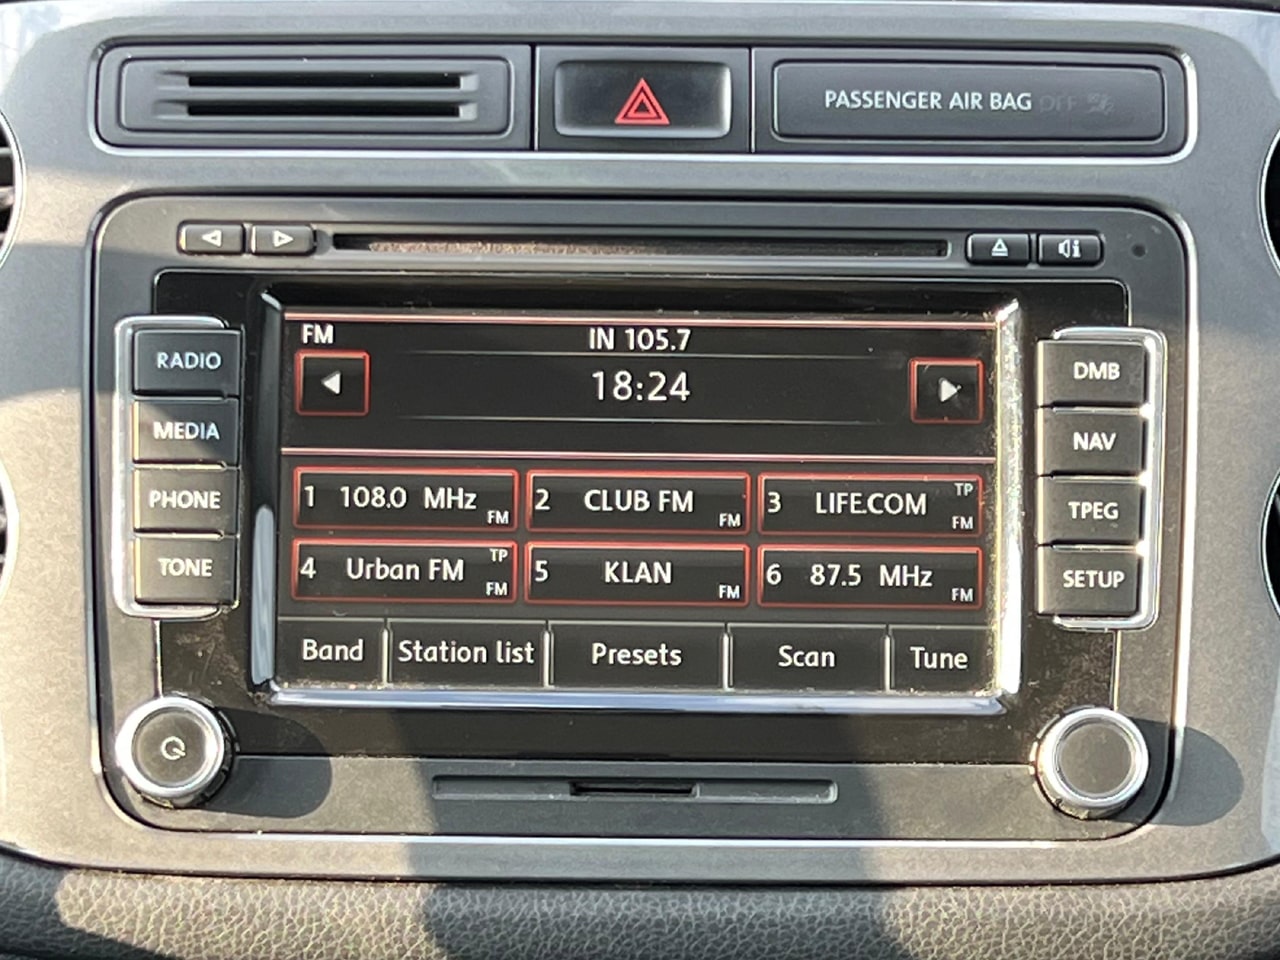 PASSENGER AIR BAG OFF
FM
IN 105.7
18:24
RADIO
MEDIA
PHONE
TONE
DMB
NAV
TPEG
SETUP
1 108.0 MHz FM
2 CLUB FM FM
3 LIFE.COM TP FM
4 Urban FM TP FM
5 KLAN FM
6 87.5 MHz FM
Band
Station list
Presets
Scan
Tune